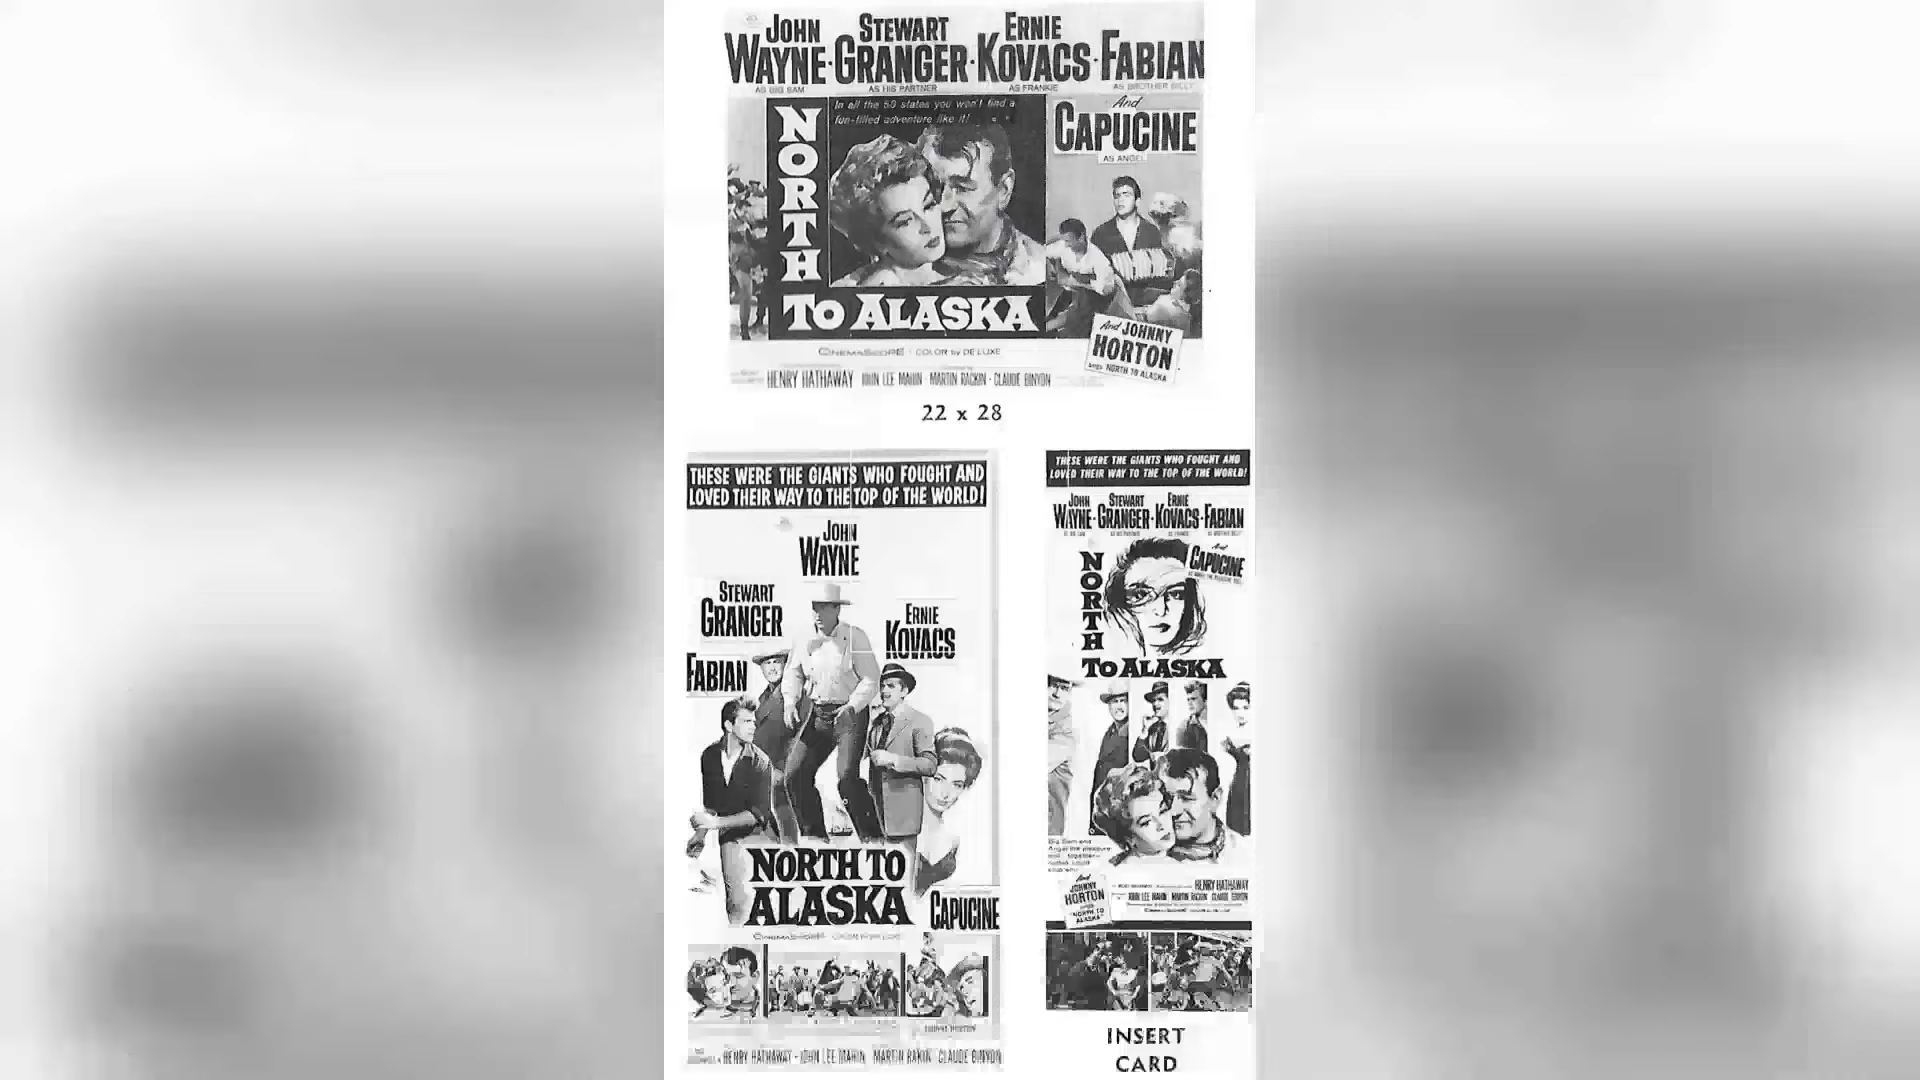 JOHN WAYNE · STEWART GRANGER · ERNIE KOVACS · FABIAN
AS BIG SAM AS HIS PARTNER AS FRANKIE AS BROTHER BILLY
In all the 50 states you won't find a
fun-filled adventure like it!
And
CAPUCINE
AS ANGEL
NORTH
TO ALASKA
And JOHNNY
HORTON
sings NORTH TO ALASKA
CINEMASCOPE COLOR by DE LUXE
HENRY HATHAWAY JOHN LEE MAHIN · MARTIN RACKIN · CLAUDE BINYON
22 x 28
THESE WERE THE GIANTS WHO FOUGHT AND
LOVED THEIR WAY TO THE TOP OF THE WORLD!
JOHN
WAYNE
STEWART
GRANGER
ERNIE
KOVACS
FABIAN
NORTH TO
ALASKA
CAPUCINE
CINEMASCOPE
HENRY HATHAWAY · JOHN LEE MAHIN MARTIN RAKIN CLAUDE BINYON
THESE WERE THE GIANTS WHO FOUGHT AND
LOVED THEIR WAY TO THE TOP OF THE WORLD!
JOHN WAYNE · STEWART GRANGER · ERNIE KOVACS · FABIAN
And
CAPUCINE
NORTH
TO ALASKA
Big Sam and
And
JOHNNY
HORTON
sings
"NORTH TO
ALASKA"
HENRY HATHAWAY
JOHN LEE MAHIN MARTIN RACKIN CLAUDE BINYON
INSERT
CARD